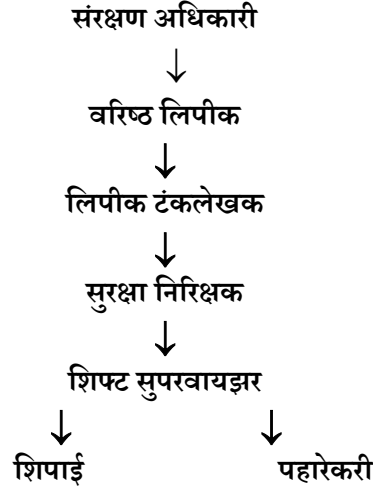 संरक्षण अधिकारी
वरिष्ठ लिपीक
लिपीक टंकलेखक
सुरक्षा निरिक्षक
शिफ्ट सुपरवायझर
शिपाई पहारेकरी